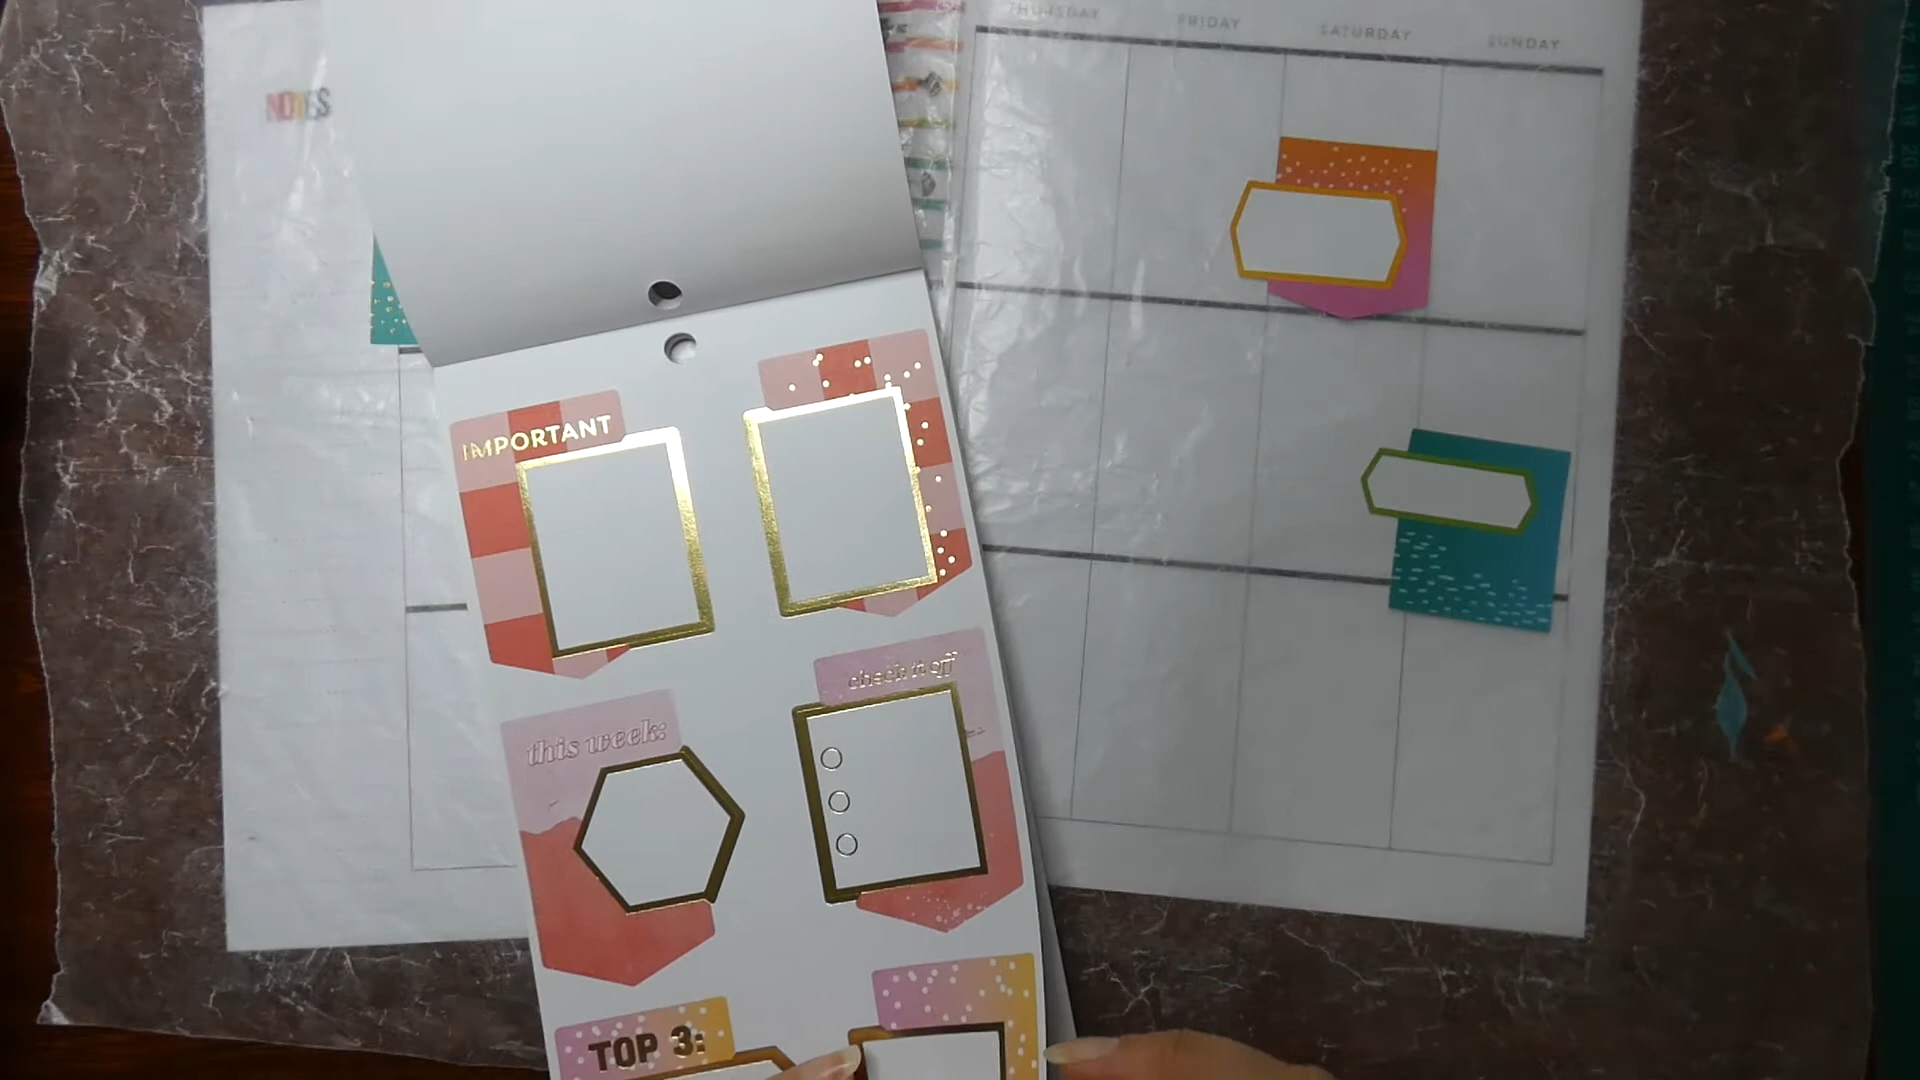 THURSDAY FRIDAY SATURDAY SUNDAY
NOTES
IMPORTANT
check it off
this week:
TOP 3: